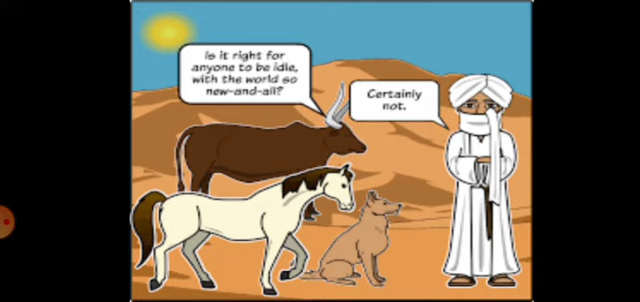 Is it right for
anyone to be idle,
with the world so
new-and-all?
Certainly
not.